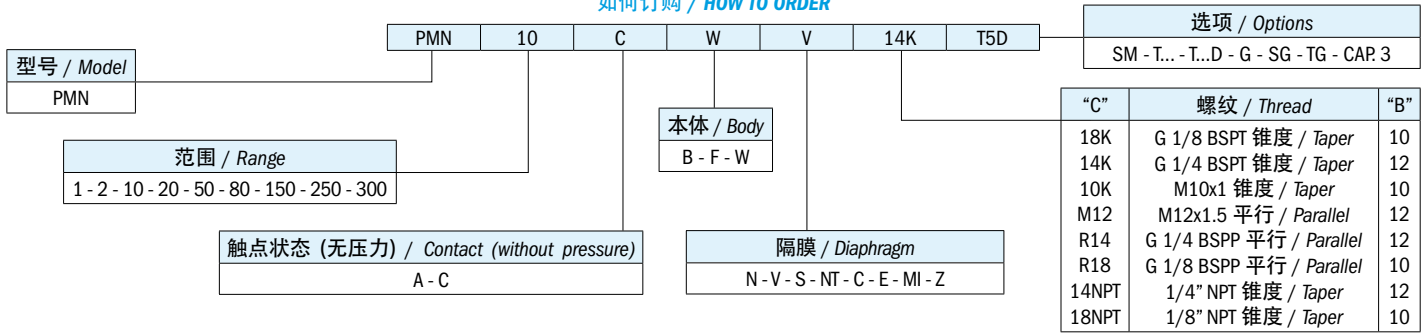 如何订购 / HOW TO ORDER
PMN 10 C W V 14K T5D
选项 / Options
SM - T... - T...D - G - SG - TG - CAP. 3
型号 / Model
PMN
范围 / Range
1 - 2 - 10 - 20 - 50 - 80 - 150 - 250 - 300
触点状态 (无压力) / Contact (without pressure)
A - C
本体 / Body
B - F - W
隔膜 / Diaphragm
N - V - S - NT - C - E - MI - Z
“C” 螺纹 / Thread “B”
18K G 1/8 BSPT 锥度 / Taper 10
14K G 1/4 BSPT 锥度 / Taper 12
10K M10x1 锥度 / Taper 10
M12 M12x1.5 平行 / Parallel 12
R14 G 1/4 BSPP 平行 / Parallel 12
R18 G 1/8 BSPP 平行 / Parallel 10
14NPT 1/4” NPT 锥度 / Taper 12
18NPT 1/8” NPT 锥度 / Taper 10